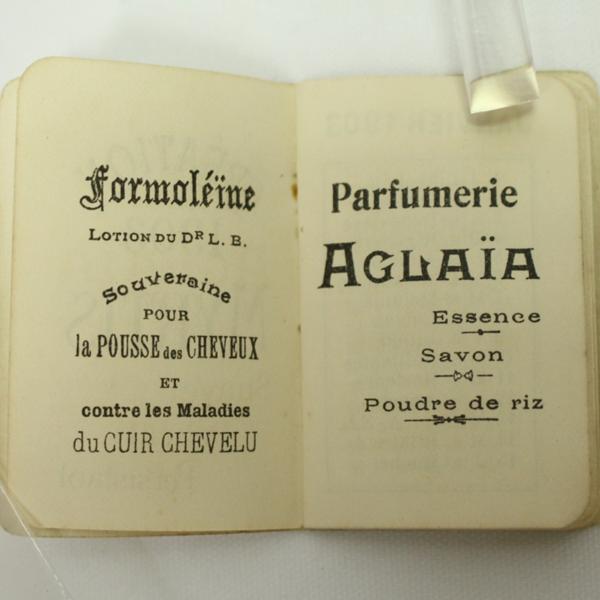 Formoléïne
LOTION DU DR L. B.
Souveraine
POUR
la POUSSE des CHEVEUX
ET
contre les Maladies
du CUIR CHEVELU
Parfumerie
AGLAÏA
Essence
Savon
Poudre de riz